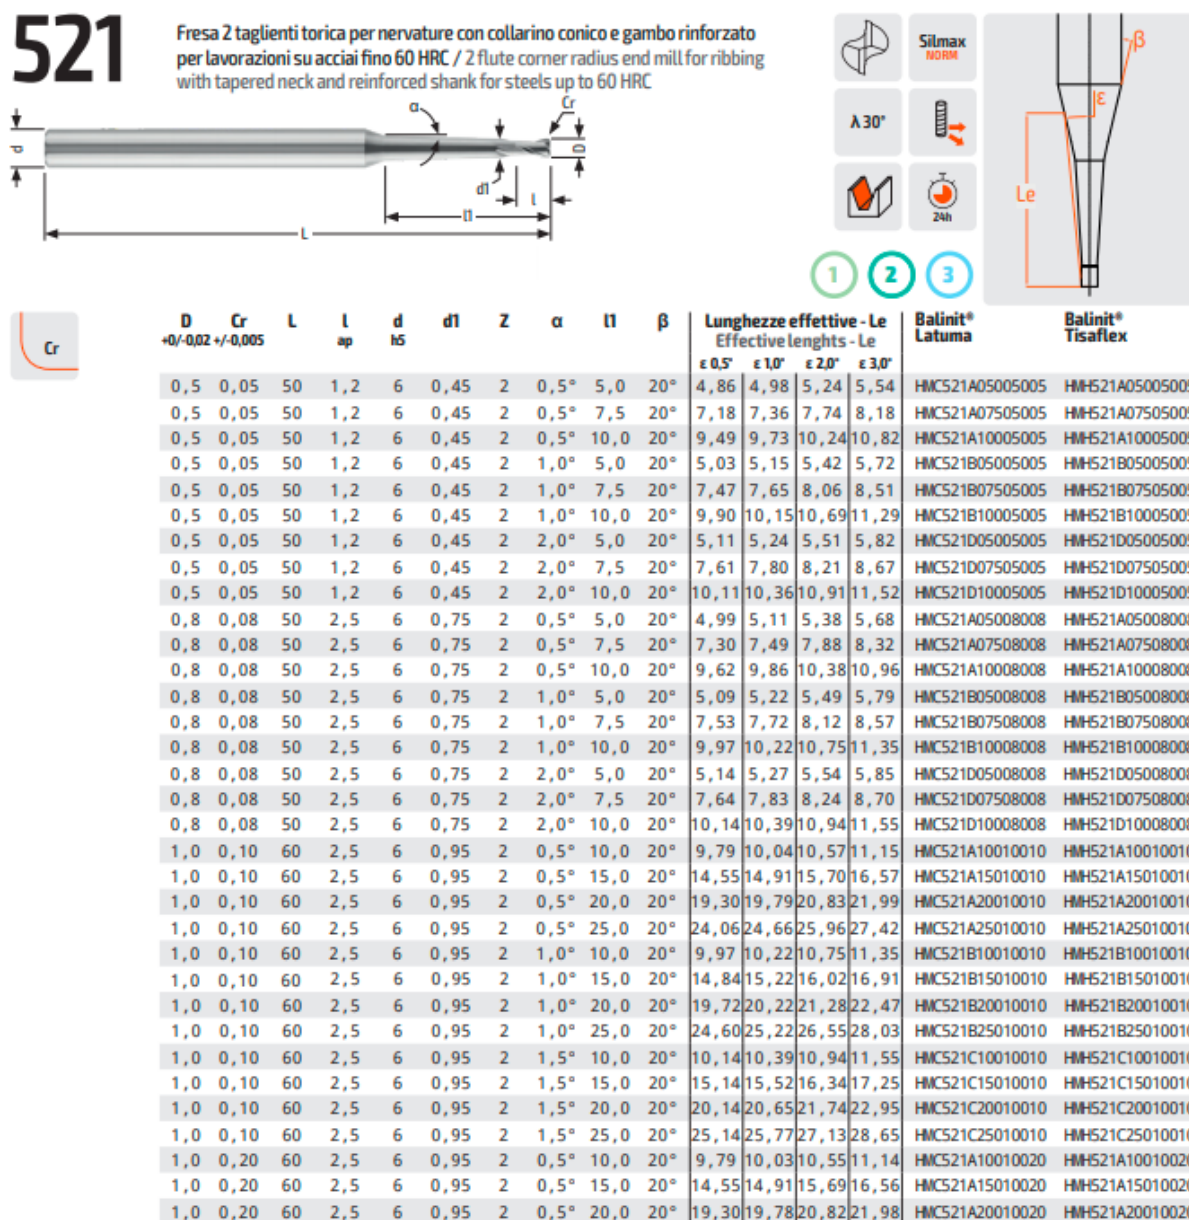 521
Fresa 2 taglienti torica per nervature con collarino conico e gambo rinforzato
per lavorazioni su acciai fino 60 HRC / 2 flute corner radius end mill for ribbing
with tapered neck and reinforced shank for steels up to 60 HRC
Silmax
NORM
λ 30°
24h
1 2 3
β
ε
Le
α
Cr
d
D
d1
l
l1
L
Cr
D Cr L l d d1 Z α l1 β Lunghezze effettive - Le Balinit® Balinit®
+0/-0,02 +/-0,005 ap h5 Effective lenghts - Le Latuma Tisaflex
ε 0,5° ε 1,0° ε 2,0° ε 3,0°
0,5 0,05 50 1,2 6 0,45 2 0,5° 5,0 20° 4,86 4,98 5,24 5,54 HMC521A05005005 HMH521A05005005
0,5 0,05 50 1,2 6 0,45 2 0,5° 7,5 20° 7,18 7,36 7,74 8,18 HMC521A07505005 HMH521A07505005
0,5 0,05 50 1,2 6 0,45 2 0,5° 10,0 20° 9,49 9,73 10,24 10,82 HMC521A10005005 HMH521A10005005
0,5 0,05 50 1,2 6 0,45 2 1,0° 5,0 20° 5,03 5,15 5,42 5,72 HMC521B05005005 HMH521B05005005
0,5 0,05 50 1,2 6 0,45 2 1,0° 7,5 20° 7,47 7,65 8,06 8,51 HMC521B07505005 HMH521B07505005
0,5 0,05 50 1,2 6 0,45 2 1,0° 10,0 20° 9,90 10,15 10,69 11,29 HMC521B10005005 HMH521B10005005
0,5 0,05 50 1,2 6 0,45 2 2,0° 5,0 20° 5,11 5,24 5,51 5,82 HMC521D05005005 HMH521D05005005
0,5 0,05 50 1,2 6 0,45 2 2,0° 7,5 20° 7,61 7,80 8,21 8,67 HMC521D07505005 HMH521D07505005
0,5 0,05 50 1,2 6 0,45 2 2,0° 10,0 20° 10,11 10,36 10,91 11,52 HMC521D10005005 HMH521D10005005
0,8 0,08 50 2,5 6 0,75 2 0,5° 5,0 20° 4,99 5,11 5,38 5,68 HMC521A05008008 HMH521A05008008
0,8 0,08 50 2,5 6 0,75 2 0,5° 7,5 20° 7,30 7,49 7,88 8,32 HMC521A07508008 HMH521A07508008
0,8 0,08 50 2,5 6 0,75 2 0,5° 10,0 20° 9,62 9,86 10,38 10,96 HMC521A10008008 HMH521A10008008
0,8 0,08 50 2,5 6 0,75 2 1,0° 5,0 20° 5,09 5,22 5,49 5,79 HMC521B05008008 HMH521B05008008
0,8 0,08 50 2,5 6 0,75 2 1,0° 7,5 20° 7,53 7,72 8,12 8,57 HMC521B07508008 HMH521B07508008
0,8 0,08 50 2,5 6 0,75 2 1,0° 10,0 20° 9,97 10,22 10,75 11,35 HMC521B10008008 HMH521B10008008
0,8 0,08 50 2,5 6 0,75 2 2,0° 5,0 20° 5,14 5,27 5,54 5,85 HMC521D05008008 HMH521D05008008
0,8 0,08 50 2,5 6 0,75 2 2,0° 7,5 20° 7,64 7,83 8,24 8,70 HMC521D07508008 HMH521D07508008
0,8 0,08 50 2,5 6 0,75 2 2,0° 10,0 20° 10,14 10,39 10,94 11,55 HMC521D10008008 HMH521D10008008
1,0 0,10 60 2,5 6 0,95 2 0,5° 10,0 20° 9,79 10,04 10,57 11,15 HMC521A10010010 HMH521A10010010
1,0 0,10 60 2,5 6 0,95 2 0,5° 15,0 20° 14,55 14,91 15,70 16,57 HMC521A15010010 HMH521A15010010
1,0 0,10 60 2,5 6 0,95 2 0,5° 20,0 20° 19,30 19,79 20,83 21,99 HMC521A20010010 HMH521A20010010
1,0 0,10 60 2,5 6 0,95 2 0,5° 25,0 20° 24,06 24,66 25,96 27,42 HMC521A25010010 HMH521A25010010
1,0 0,10 60 2,5 6 0,95 2 1,0° 10,0 20° 9,97 10,22 10,75 11,35 HMC521B10010010 HMH521B10010010
1,0 0,10 60 2,5 6 0,95 2 1,0° 15,0 20° 14,84 15,22 16,02 16,91 HMC521B15010010 HMH521B15010010
1,0 0,10 60 2,5 6 0,95 2 1,0° 20,0 20° 19,72 20,22 21,28 22,47 HMC521B20010010 HMH521B20010010
1,0 0,10 60 2,5 6 0,95 2 1,0° 25,0 20° 24,60 25,22 26,55 28,03 HMC521B25010010 HMH521B25010010
1,0 0,10 60 2,5 6 0,95 2 1,5° 10,0 20° 10,14 10,39 10,94 11,55 HMC521C10010010 HMH521C10010010
1,0 0,10 60 2,5 6 0,95 2 1,5° 15,0 20° 15,14 15,52 16,34 17,25 HMC521C15010010 HMH521C15010010
1,0 0,10 60 2,5 6 0,95 2 1,5° 20,0 20° 20,14 20,65 21,74 22,95 HMC521C20010010 HMH521C20010010
1,0 0,10 60 2,5 6 0,95 2 1,5° 25,0 20° 25,14 25,77 27,13 28,65 HMC521C25010010 HMH521C25010010
1,0 0,20 60 2,5 6 0,95 2 0,5° 10,0 20° 9,79 10,03 10,55 11,14 HMC521A10010020 HMH521A10010020
1,0 0,20 60 2,5 6 0,95 2 0,5° 15,0 20° 14,55 14,91 15,69 16,56 HMC521A15010020 HMH521A15010020
1,0 0,20 60 2,5 6 0,95 2 0,5° 20,0 20° 19,30 19,78 20,82 21,98 HMC521A20010020 HMH521A20010020